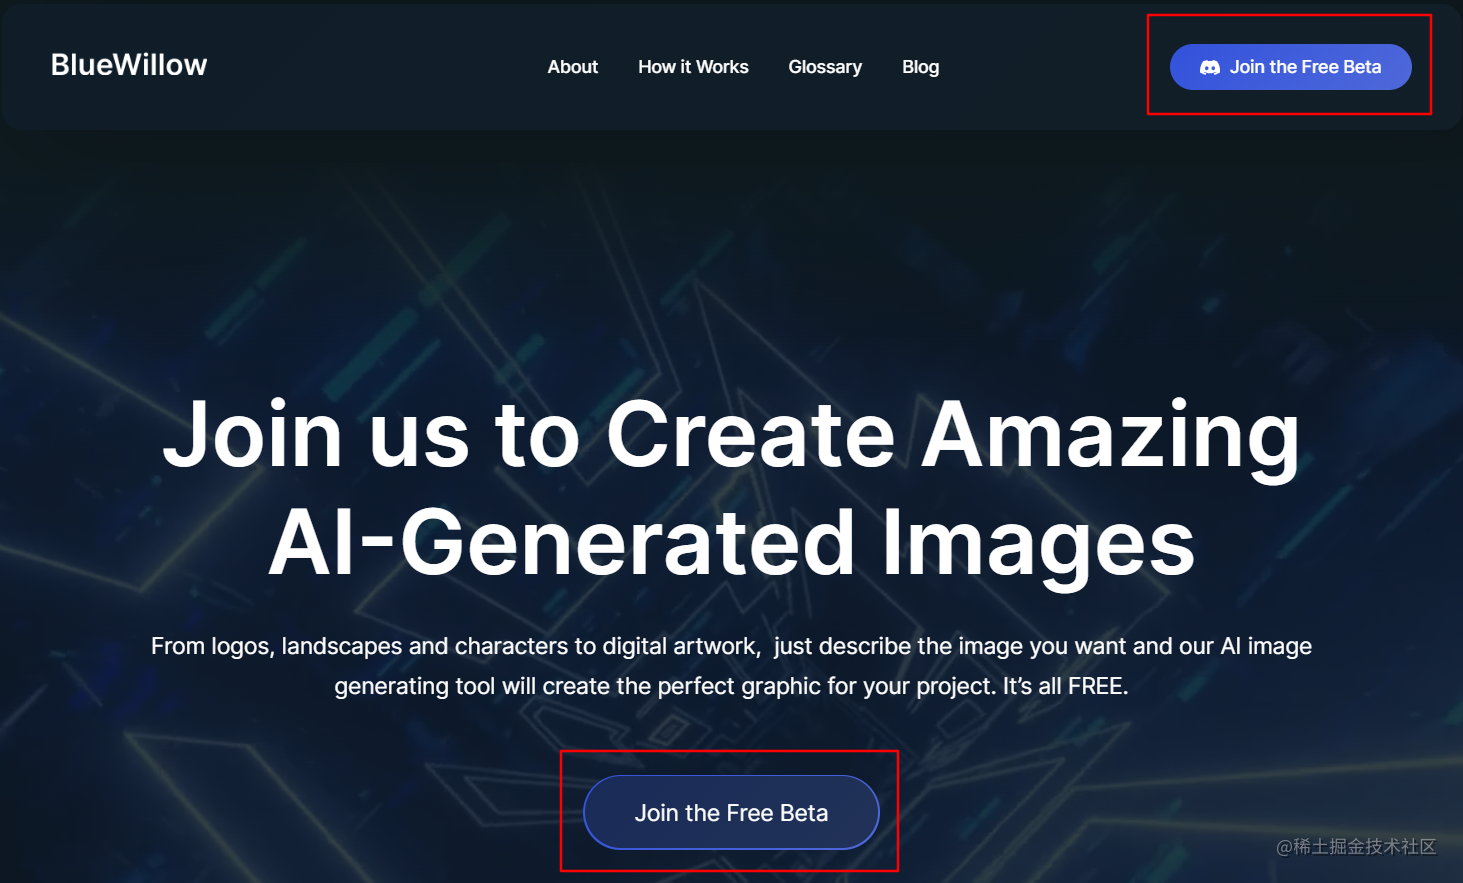 BlueWillow
About
How it Works
Glossary
Blog
Join the Free Beta
Join us to Create Amazing
AI-Generated Images
From logos, landscapes and characters to digital artwork,  just describe the image you want and our AI image
generating tool will create the perfect graphic for your project. It’s all FREE.
Join the Free Beta
@稀土掘金技术社区